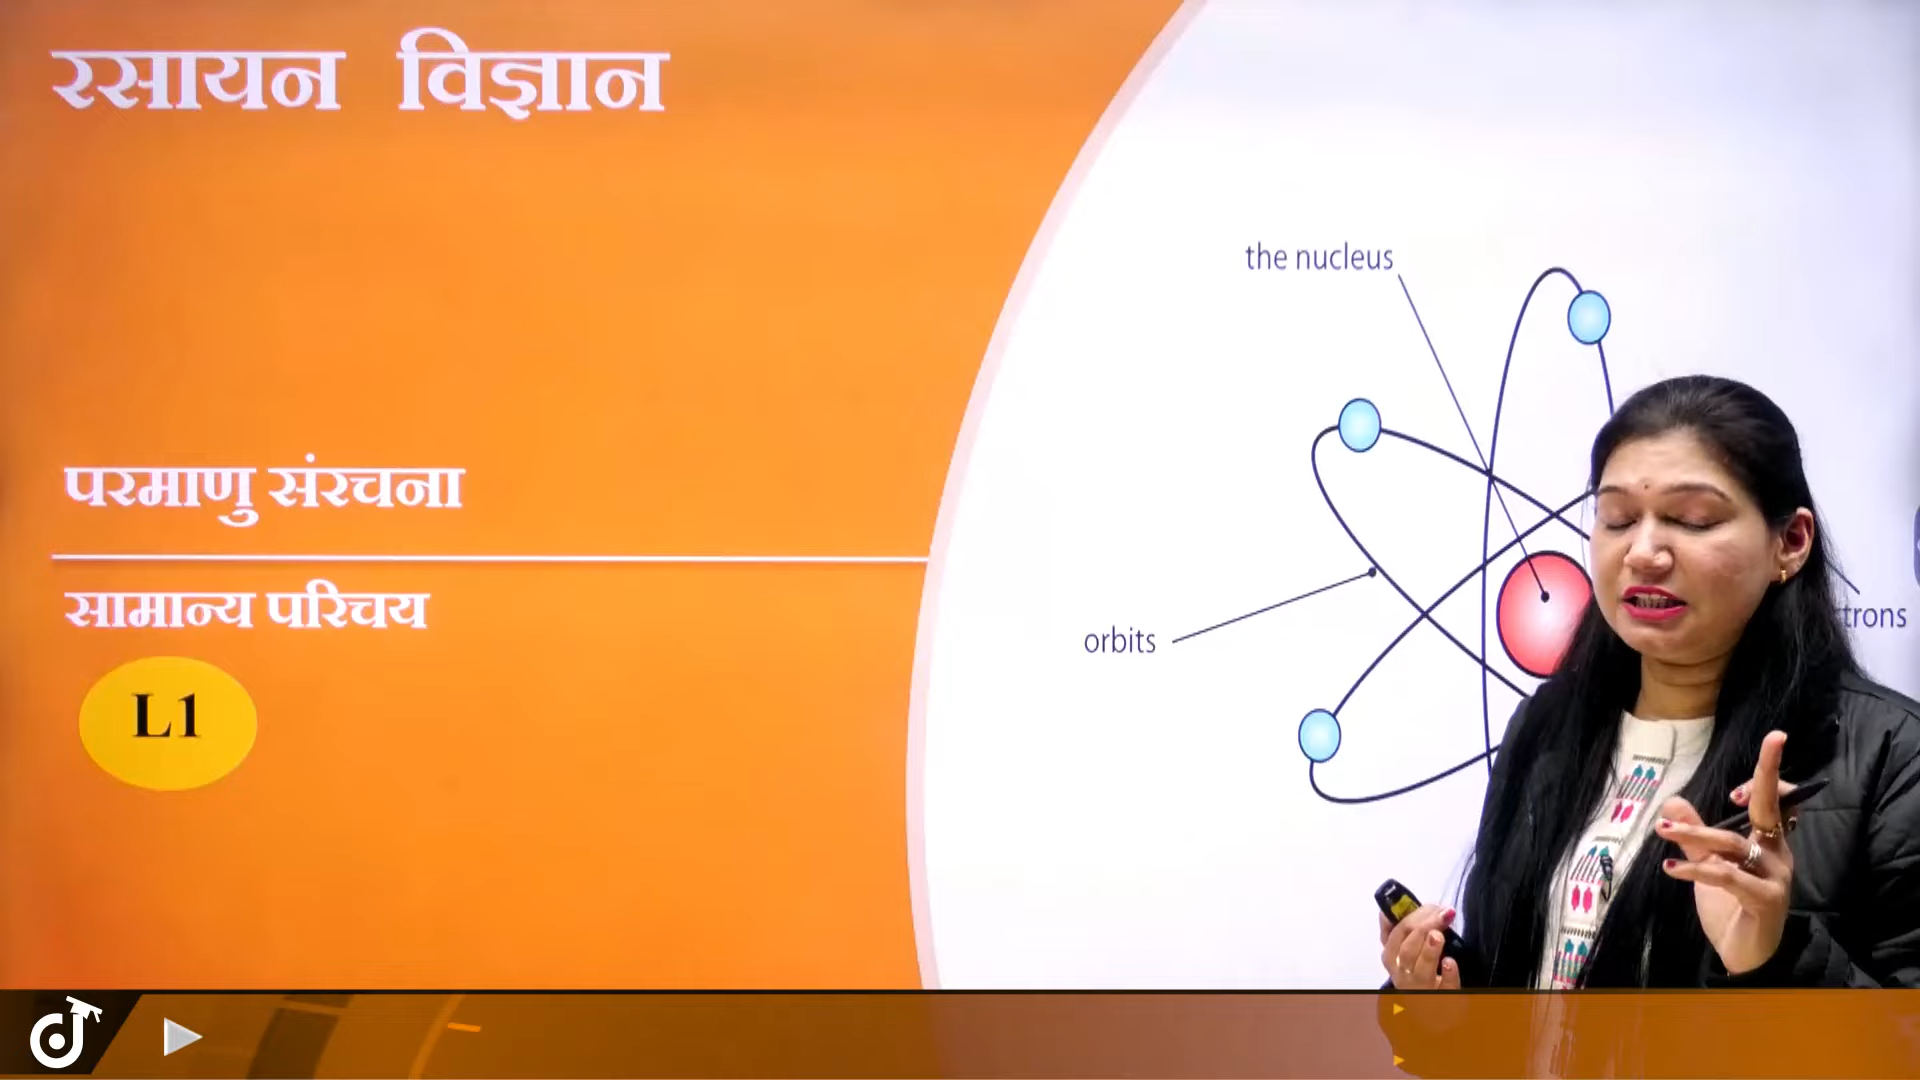 रसायन विज्ञान
the nucleus
परमाणु संरचना
सामान्य परिचय
orbits
L1